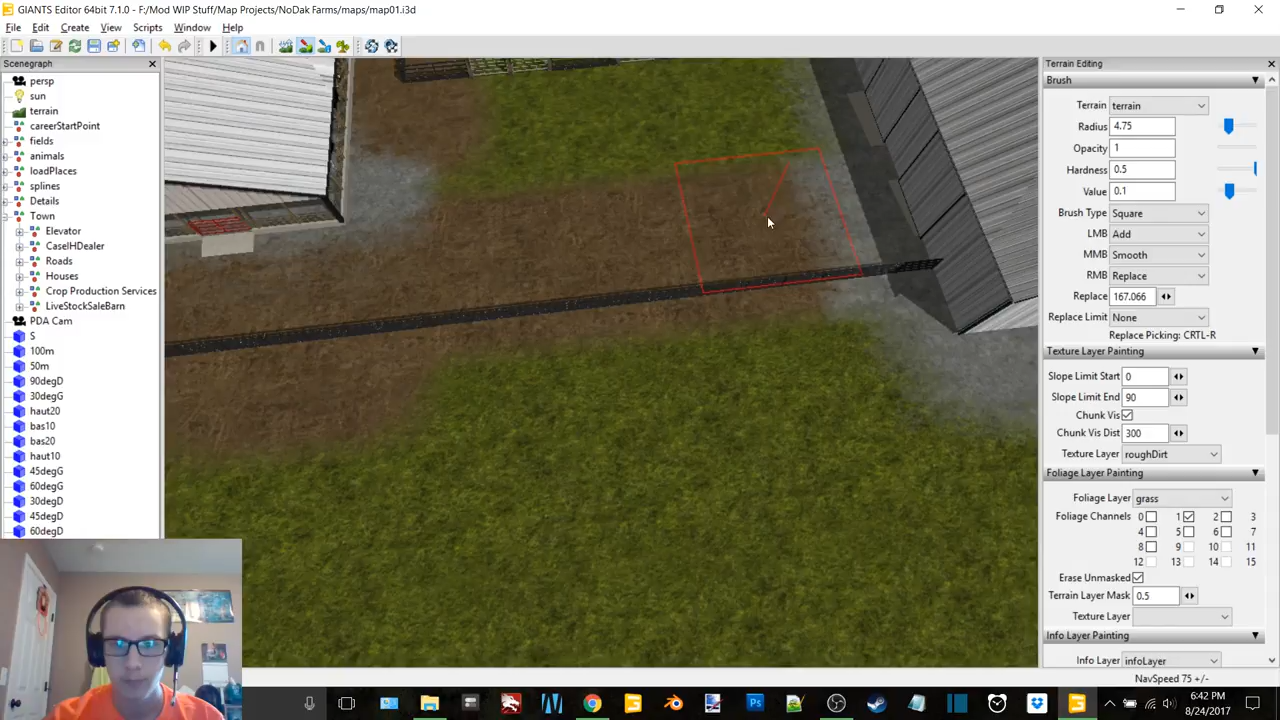 GIANTS Editor 64bit 7.1.0 - F:/Mod WIP Stuff/Map Projects/NoDak Farms/maps/map01.i3d
File Edit Create View Scripts Window Help
Scenegraph
persp
sun
terrain
careerStartPoint
fields
animals
loadPlaces
splines
Details
Town
Elevator
CaseIHDealer
Roads
Houses
Crop Production Services
LiveStockSaleBarn
PDA Cam
S
100m
50m
90degD
30degG
haut20
bas10
bas20
haut10
45degG
60degG
30degD
45degD
60degD
Terrain Editing
Brush
Terrain terrain
Radius 4.75
Opacity 1
Hardness 0.5
Value 0.1
Brush Type Square
LMB Add
MMB Smooth
RMB Replace
Replace 167.066
Replace Limit None
Replace Picking: CRTL-R
Texture Layer Painting
Slope Limit Start 0
Slope Limit End 90
Chunk Vis
Chunk Vis Dist 300
Texture Layer roughDirt
Foliage Layer Painting
Foliage Layer grass
Foliage Channels 0 1 2 3
4 5 6 7
8 9 10 11
12 13 14 15
Erase Unmasked
Terrain Layer Mask 0.5
Texture Layer
Info Layer Painting
Info Layer infoLayer
NavSpeed 75 +/-
6:42 PM
8/24/2017